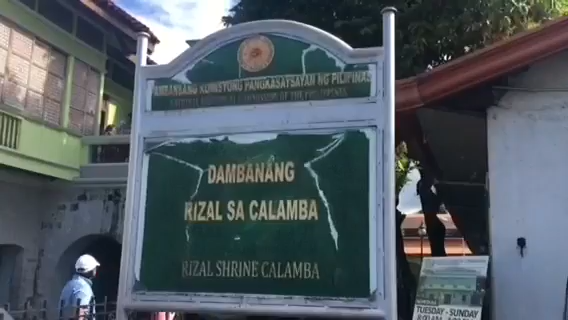 PAMBANSANG KOMISYONG PANGKASAYSAYAN NG PILIPINAS
NATIONAL HISTORICAL COMMISSION OF THE PHILIPPINES
DAMBANANG
RIZAL SA CALAMBA
RIZAL SHRINE CALAMBA
TUESDAY - SUNDAY